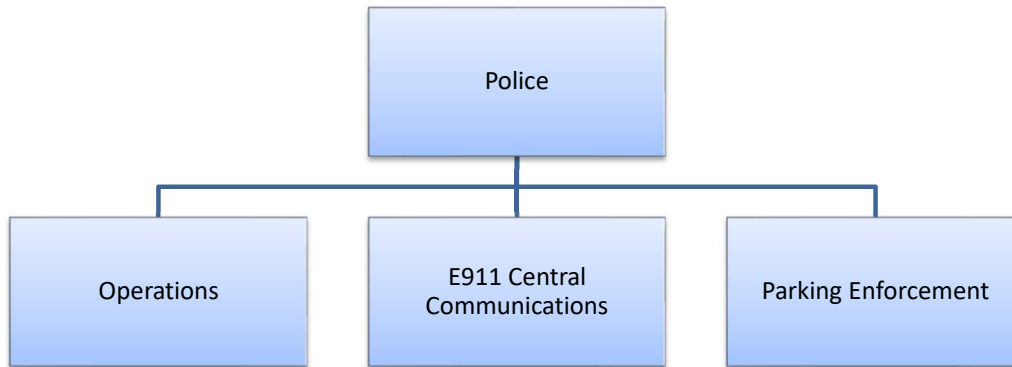 Police
Operations
E911 Central
Communications
Parking Enforcement